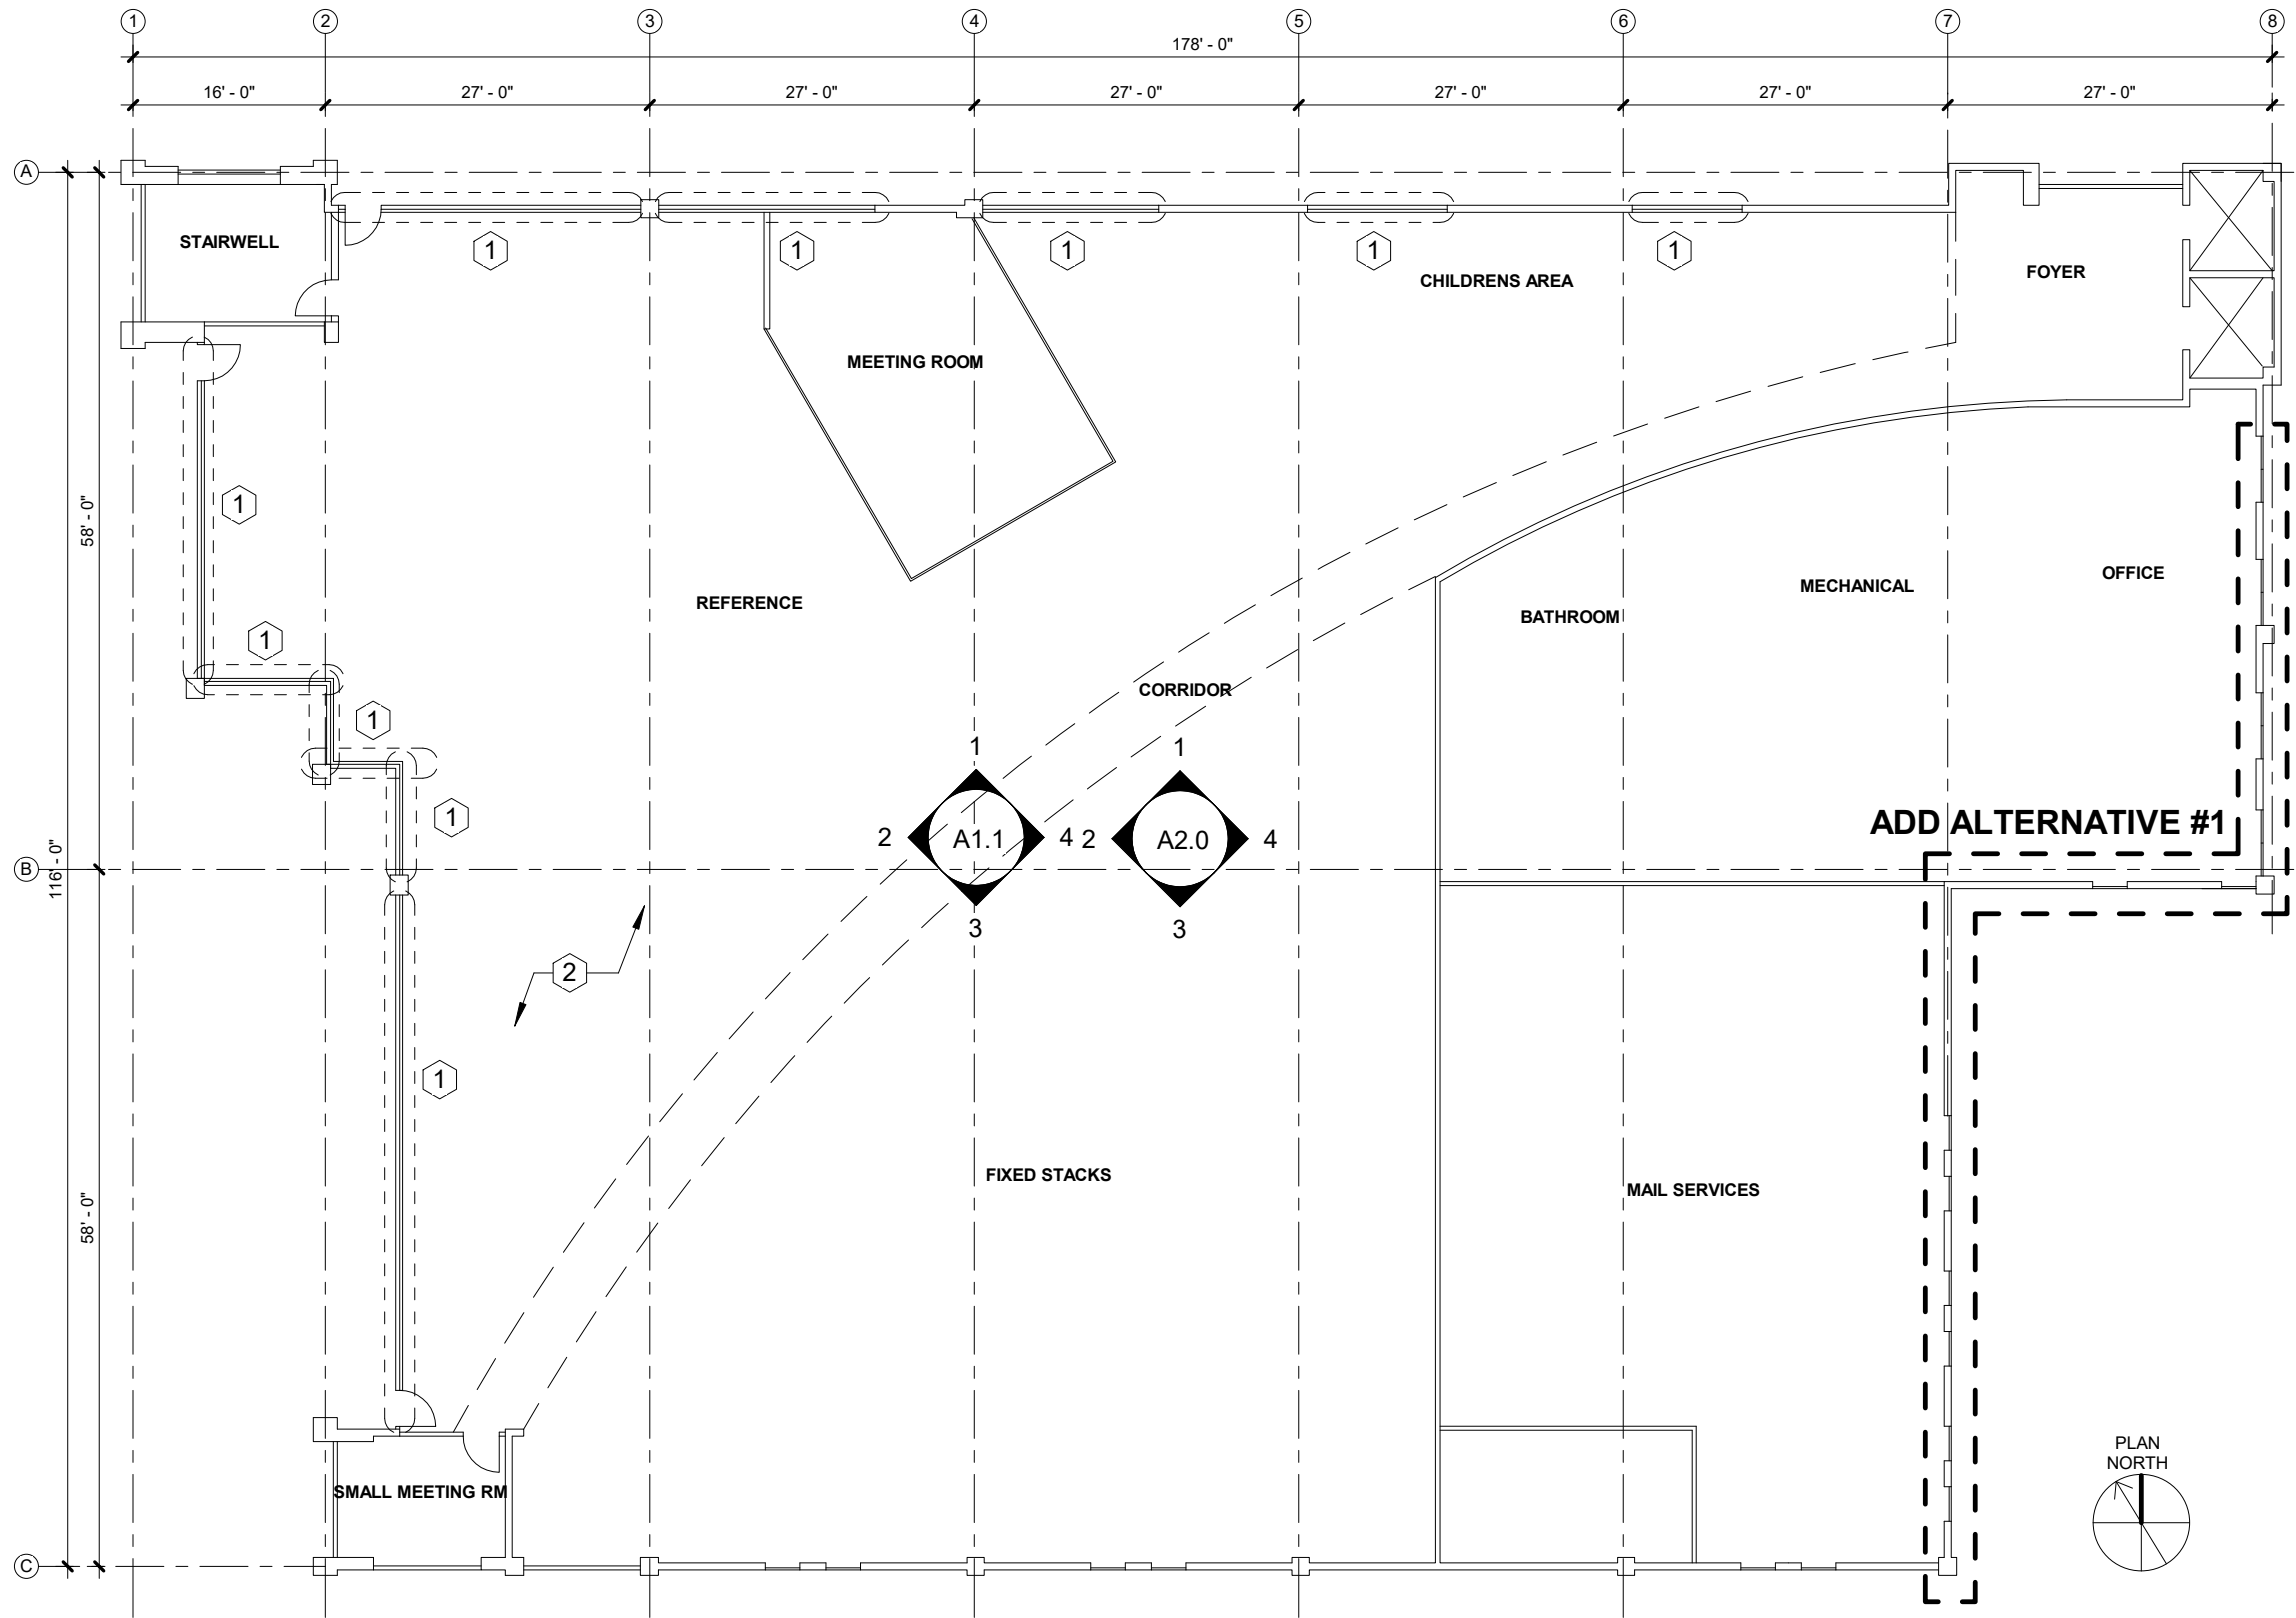 1 2 3 4 5 6 7 8
178' - 0"
16' - 0" 27' - 0" 27' - 0" 27' - 0" 27' - 0" 27' - 0" 27' - 0"
A
STAIRWELL
1 1 1 1 1
FOYER
CHILDRENS AREA
MEETING ROOM
1
58' - 0"
OFFICE
MECHANICAL
REFERENCE
BATHROOM
1
CORRIDOR
1
1 1
1
ADD ALTERNATIVE #1
2 A1.1 4 2 A2.0 4
B
116' - 0"
3 3
2
1
FIXED STACKS
MAIL SERVICES
58' - 0"
PLAN
NORTH
SMALL MEETING RM
C